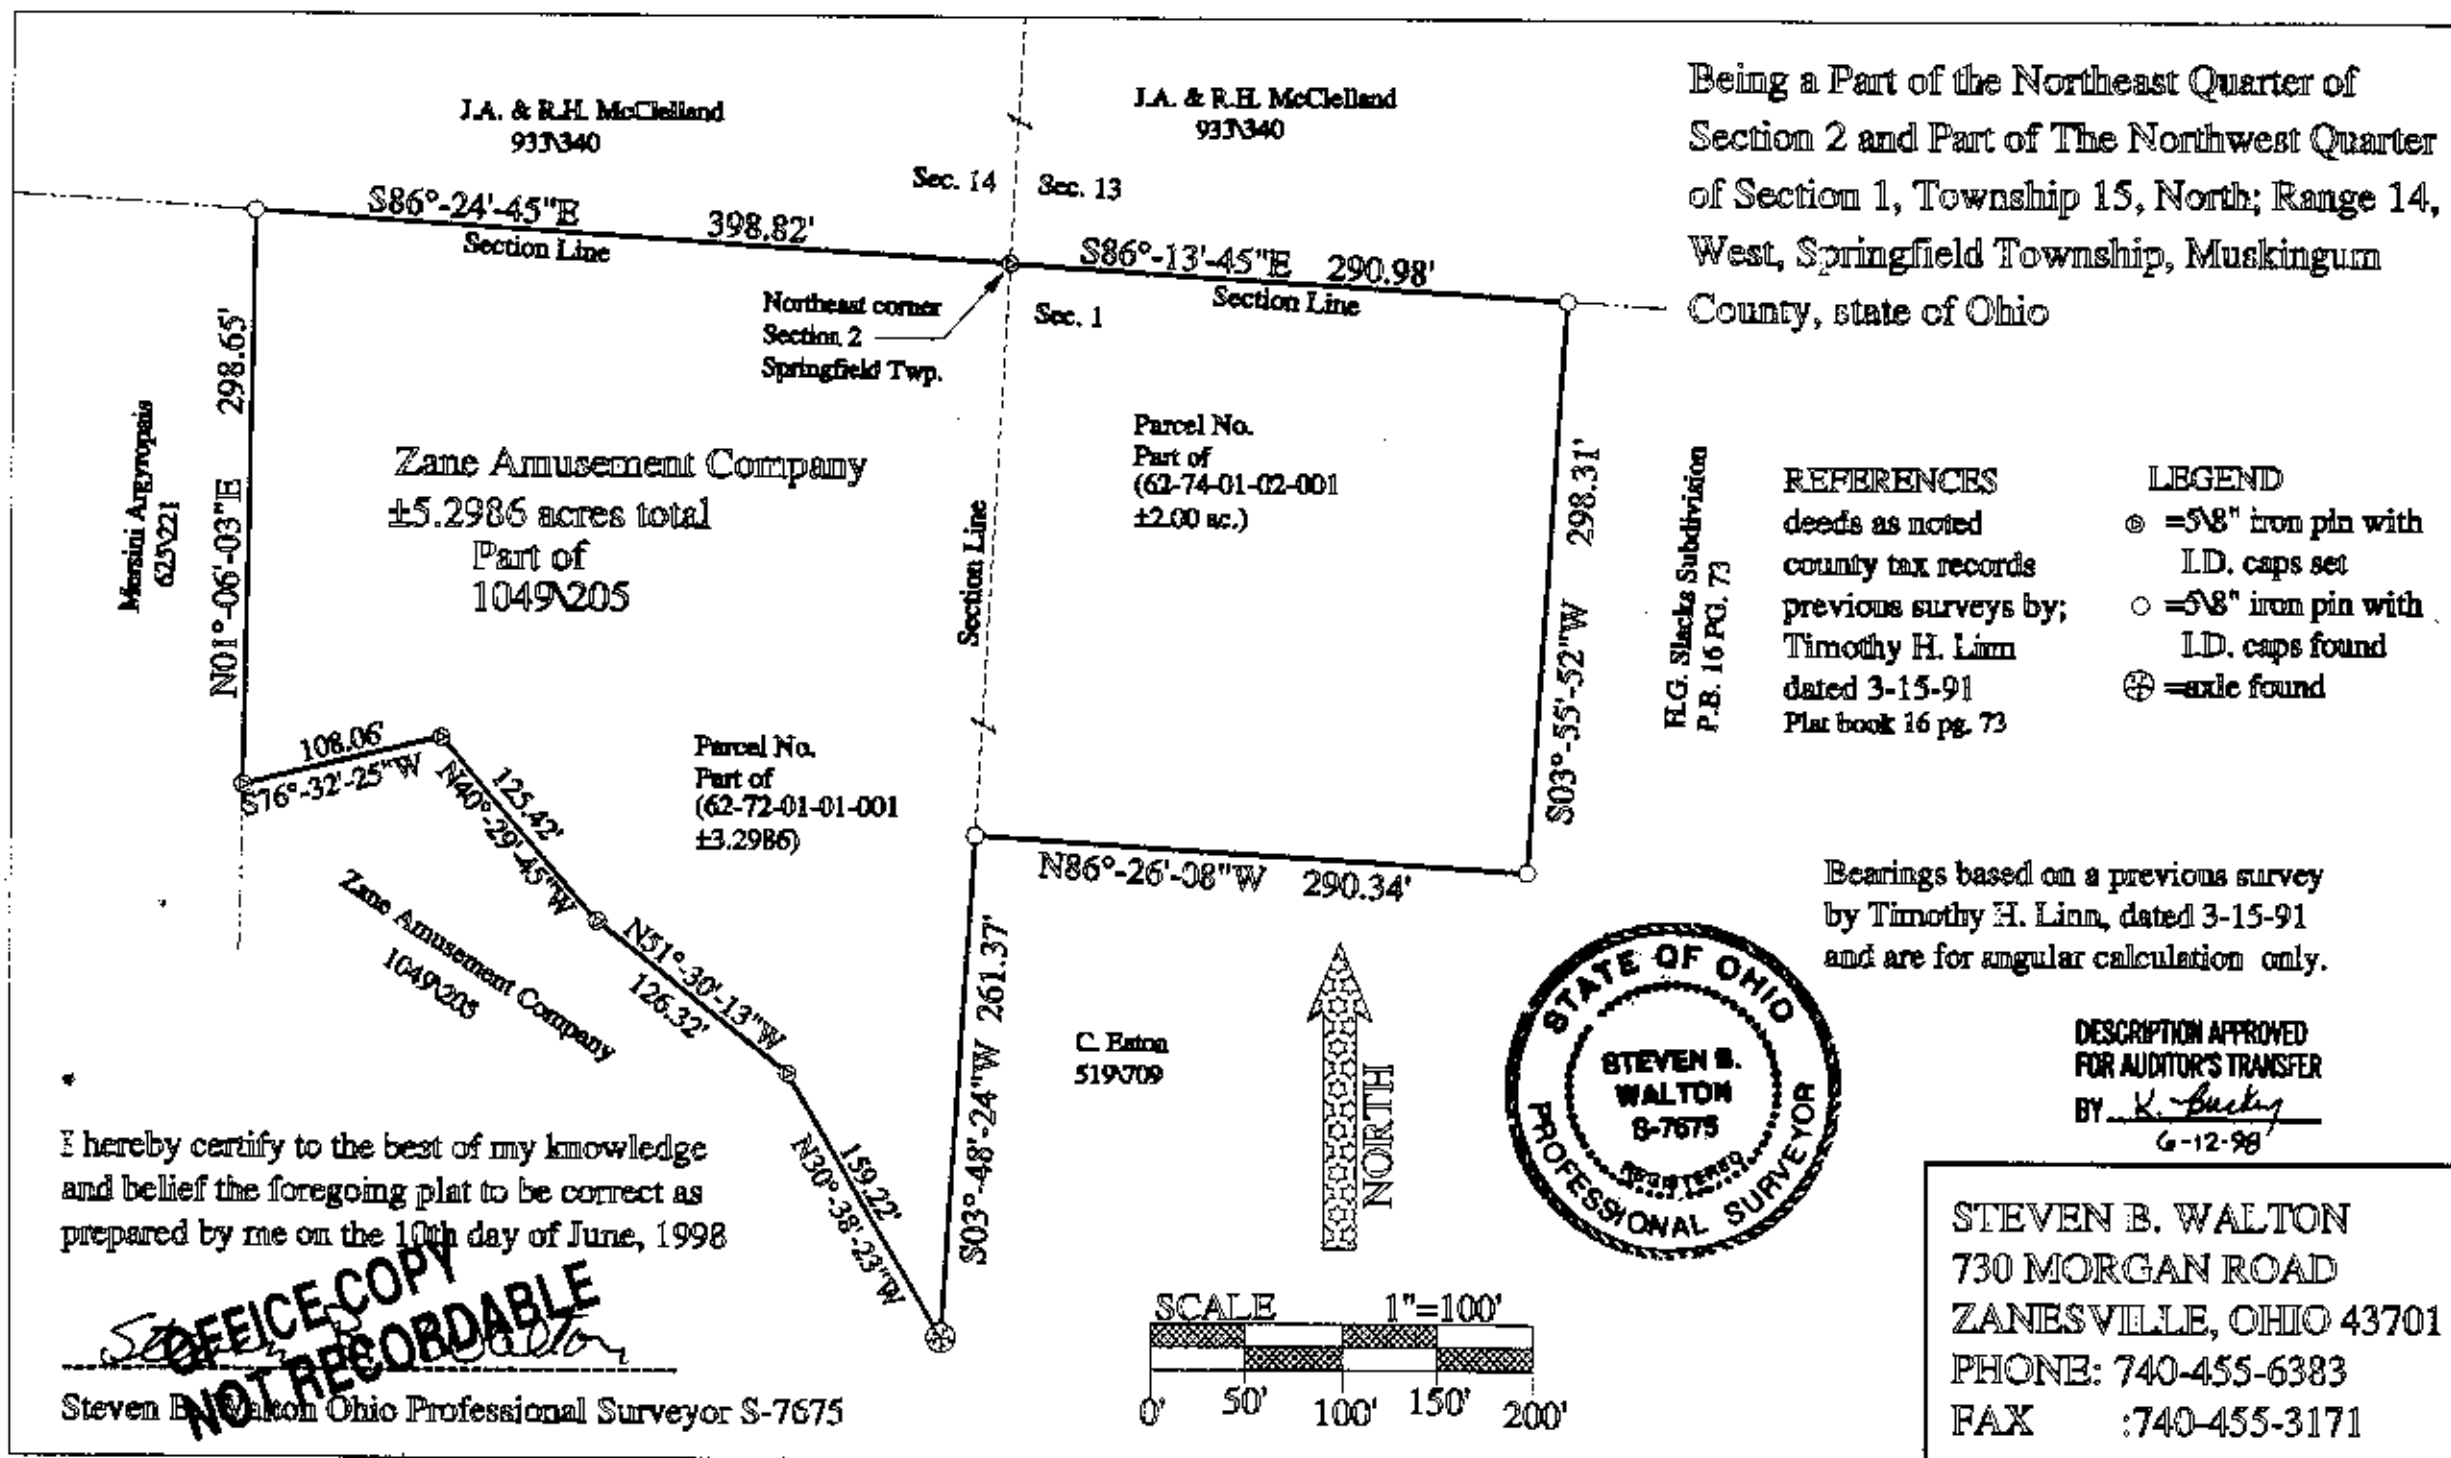 J.A. & R.H. McClelland
933\340
J.A. & R.H. McClelland
933\340
Being a Part of the Northeast Quarter of
Section 2 and Part of The Northwest Quarter
of Section 1, Township 15, North; Range 14,
West, Springfield Township, Muskingum
County, state of Ohio
Sec. 14
Sec. 13
S86°-24'-45"E 398.82'
Section Line
S86°-13'-45"E 290.98'
Section Line
Northeast corner
Section 2
Springfield Twp.
Sec. 1
N01°-06'-03"E 298.65'
Marsini Argyropais
625\221
Zane Amusement Company
±5.2986 acres total
Part of
1049\205
Section Line
Parcel No.
Part of
(62-74-01-02-001
±2.00 ac.)
S03°-55'-52"W 298.31'
H.G. Slacks Subdivision
P.B. 16 PG. 73
REFERENCES
deeds as noted
county tax records
previous surveys by;
Timothy H. Linn
dated 3-15-91
Plat book 16 pg. 73
LEGEND
=5\8" iron pin with
I.D. caps set
=5\8" iron pin with
I.D. caps found
=axle found
108.06'
S76°-32'-25"W
125.42'
N40°-29'-45"W
Parcel No.
Part of
(62-72-01-01-001
±3.2986)
N86°-26'-08"W 290.34'
Zane Amusement Company
1049\205
N51°-30'-13"W
126.32'
S03°-48'-24"W 261.37'
159.22'
N30°-38'-23"W
C. Eaton
519\709
NORTH
Bearings based on a previous survey
by Timothy H. Linn, dated 3-15-91
and are for angular calculation only.
STATE OF OHIO
STEVEN B.
WALTON
S-7675
REGISTERED
PROFESSIONAL SURVEYOR
DESCRIPTION APPROVED
FOR AUDITOR'S TRANSFER
BY K.
6-12-98
I hereby certify to the best of my knowledge
and belief the foregoing plat to be correct as
prepared by me on the 10th day of June, 1998
OFFICE COPY
NOT RECORDABLE
Steven B. Walton
Steven B. Walton Ohio Professional Surveyor S-7675
SCALE 1"=100'
0' 50' 100' 150' 200'
STEVEN B. WALTON
730 MORGAN ROAD
ZANESVILLE, OHIO 43701
PHONE: 740-455-6383
FAX :740-455-3171